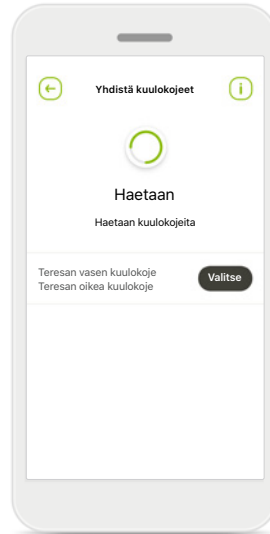 Yhdistä kuulokojeet
Haetaan
Haetaan kuulokojeita
Teresan vasen kuulokoje
Teresan oikea kuulokoje
Valitse